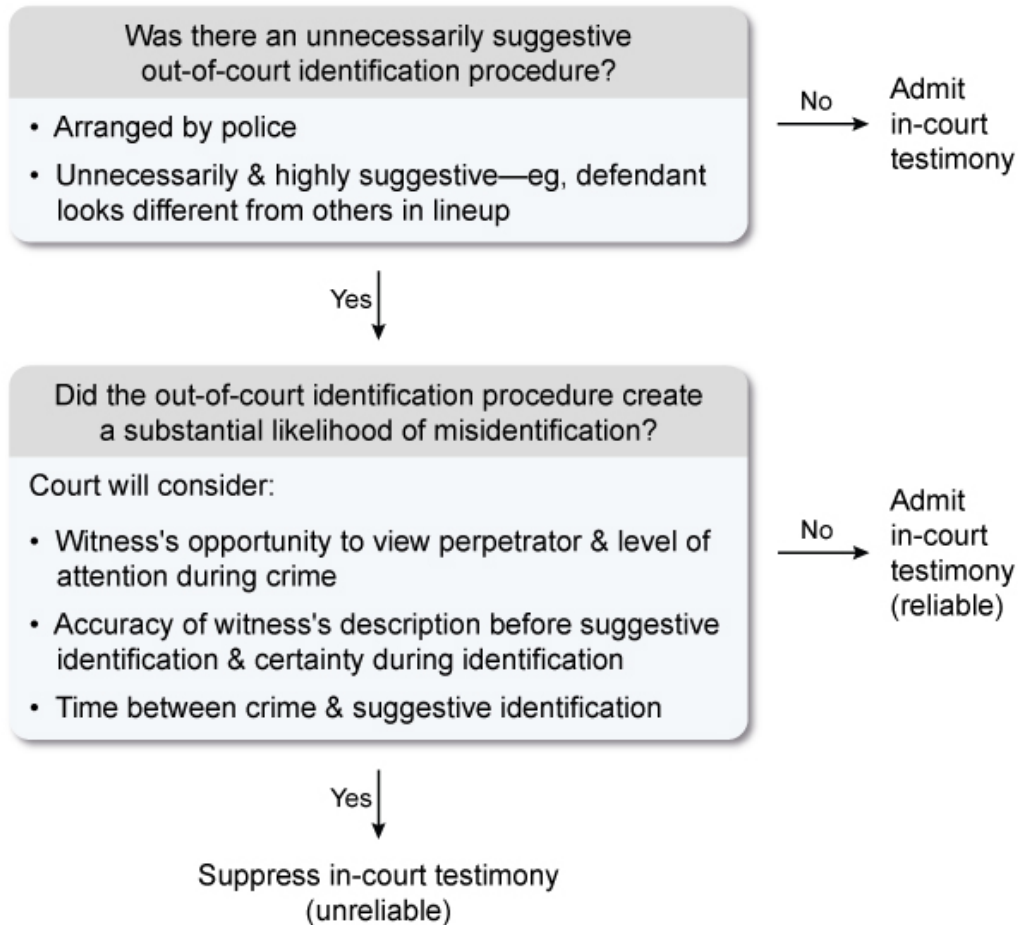 Was there an unnecessarily suggestive
out-of-court identification procedure?
• Arranged by police
• Unnecessarily & highly suggestive—eg, defendant
looks different from others in lineup
No
Admit
in-court
testimony
Yes
Did the out-of-court identification procedure create
a substantial likelihood of misidentification?
Court will consider:
• Witness's opportunity to view perpetrator & level of
attention during crime
• Accuracy of witness's description before suggestive
identification & certainty during identification
• Time between crime & suggestive identification
No
Admit
in-court
testimony
(reliable)
Yes
Suppress in-court testimony
(unreliable)